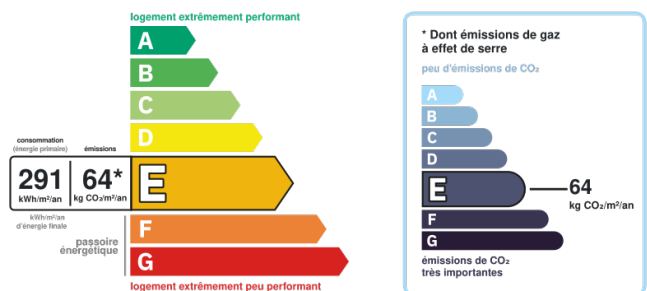 logement extrêmement performant
A
B
C
D
consommation
(énergie primaire)
émissions
291
kWh/m²/an
64*
kg CO₂/m²/an
E
kWh/m²/an
d'énergie finale
F
passoire
énergétique
G
logement extrêmement peu performant
* Dont émissions de gaz
à effet de serre
peu d'émissions de CO₂
A
B
C
D
E
64
kg CO₂/m²/an
F
G
émissions de CO₂
très importantes